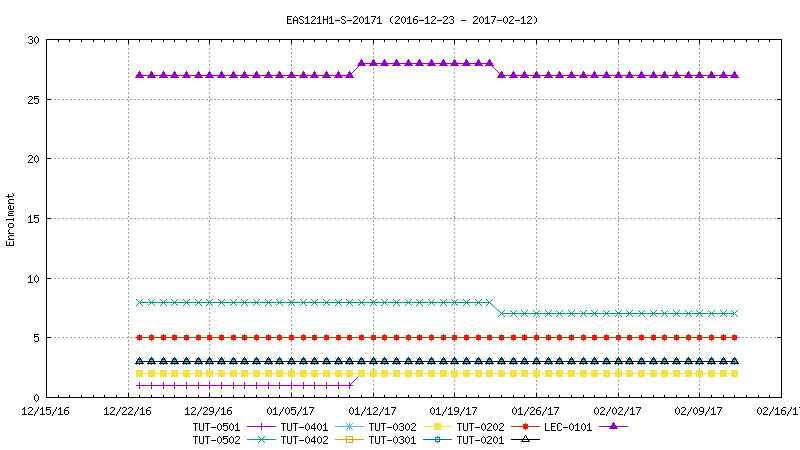 EAS121H1-S-20171 (2016-12-23 - 2017-02-12)
30
25
20
15
10
5
0
Enrolment
12/15/16 12/22/16 12/29/16 01/05/17 01/12/17 01/19/17 01/26/17 02/02/17 02/09/17 02/16/17
TUT-0501 TUT-0401 TUT-0302 TUT-0202 LEC-0101
TUT-0502 TUT-0402 TUT-0301 TUT-0201